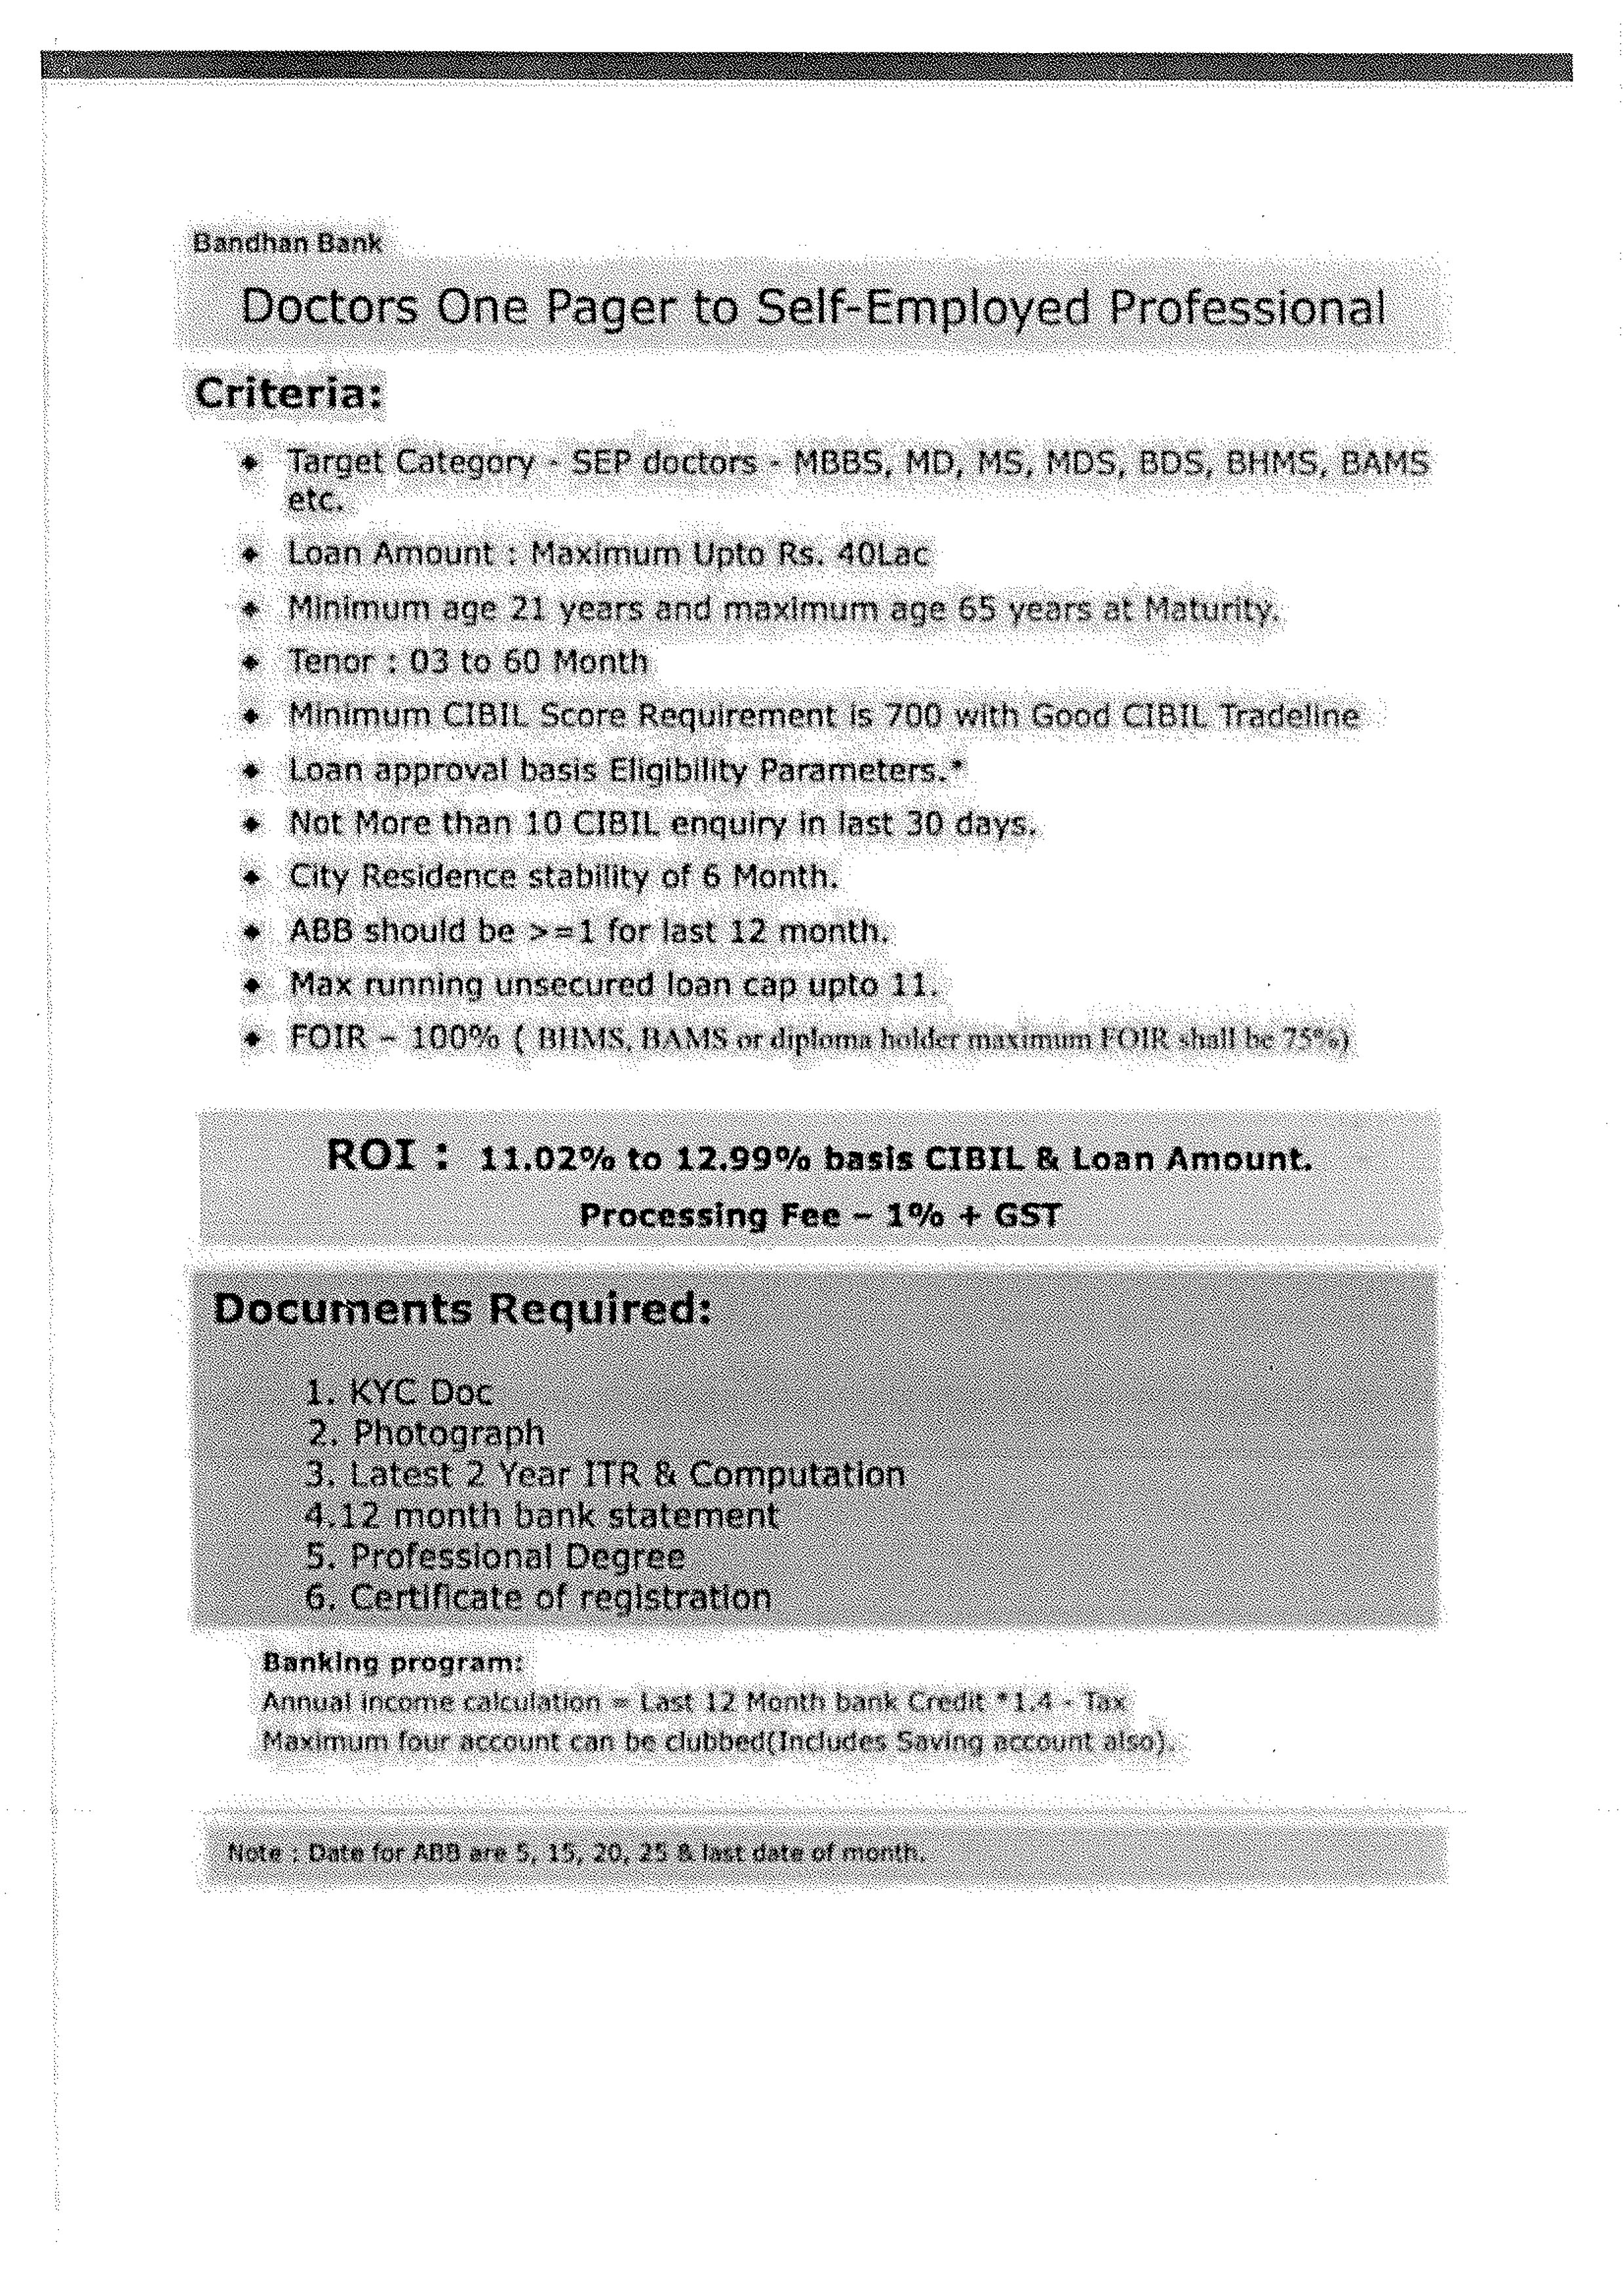 Bandhan Bank
Doctors One Pager to Self-Employed Professional
Criteria:
◆ Target Category - SEP doctors - MBBS, MD, MS, MDS, BDS, BHMS, BAMS
etc.
◆ Loan Amount : Maximum Upto Rs. 40Lac
◆ Minimum age 21 years and maximum age 65 years at Maturity.
◆ Tenor : 03 to 60 Month
◆ Minimum CIBIL Score Requirement is 700 with Good CIBIL Tradeline
◆ Loan approval basis Eligibility Parameters.*
◆ Not More than 10 CIBIL enquiry in last 30 days.
◆ City Residence stability of 6 Month.
◆ ABB should be >=1 for last 12 month.
◆ Max running unsecured loan cap upto 11.
◆ FOIR – 100% ( BHMS, BAMS or diploma holder maximum FOIR shall be 75%)
ROI : 11.02% to 12.99% basis CIBIL & Loan Amount.
Processing Fee – 1% + GST
Documents Required:
1. KYC Doc
2. Photograph
3. Latest 2 Year ITR & Computation
4.12 month bank statement
5. Professional Degree
6. Certificate of registration
Banking program:
Annual income calculation = Last 12 Month bank Credit *1.4 - Tax
Maximum four account can be clubbed(Includes Saving account also).
Note : Date for ABB are 5, 15, 20, 25 & last date of month.